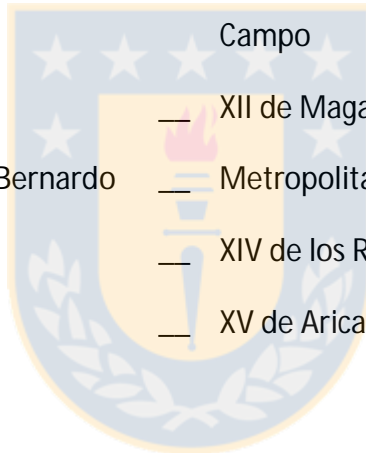 Campo
__ XII de Maga
Bernardo __ Metropolita
__ XIV de los R
__ XV de Arica